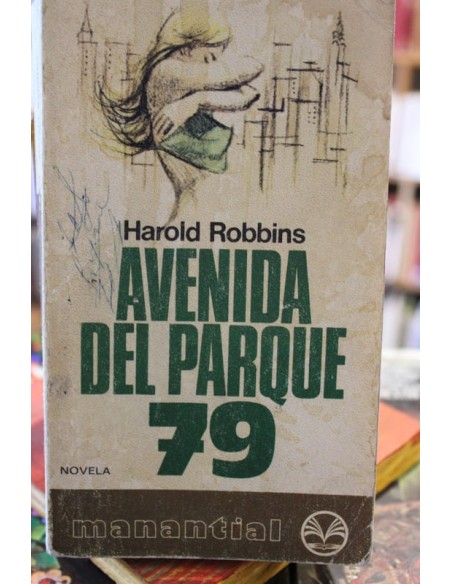 Harold Robbins
AVENIDA
DEL PARQUE
79
NOVELA
manantial